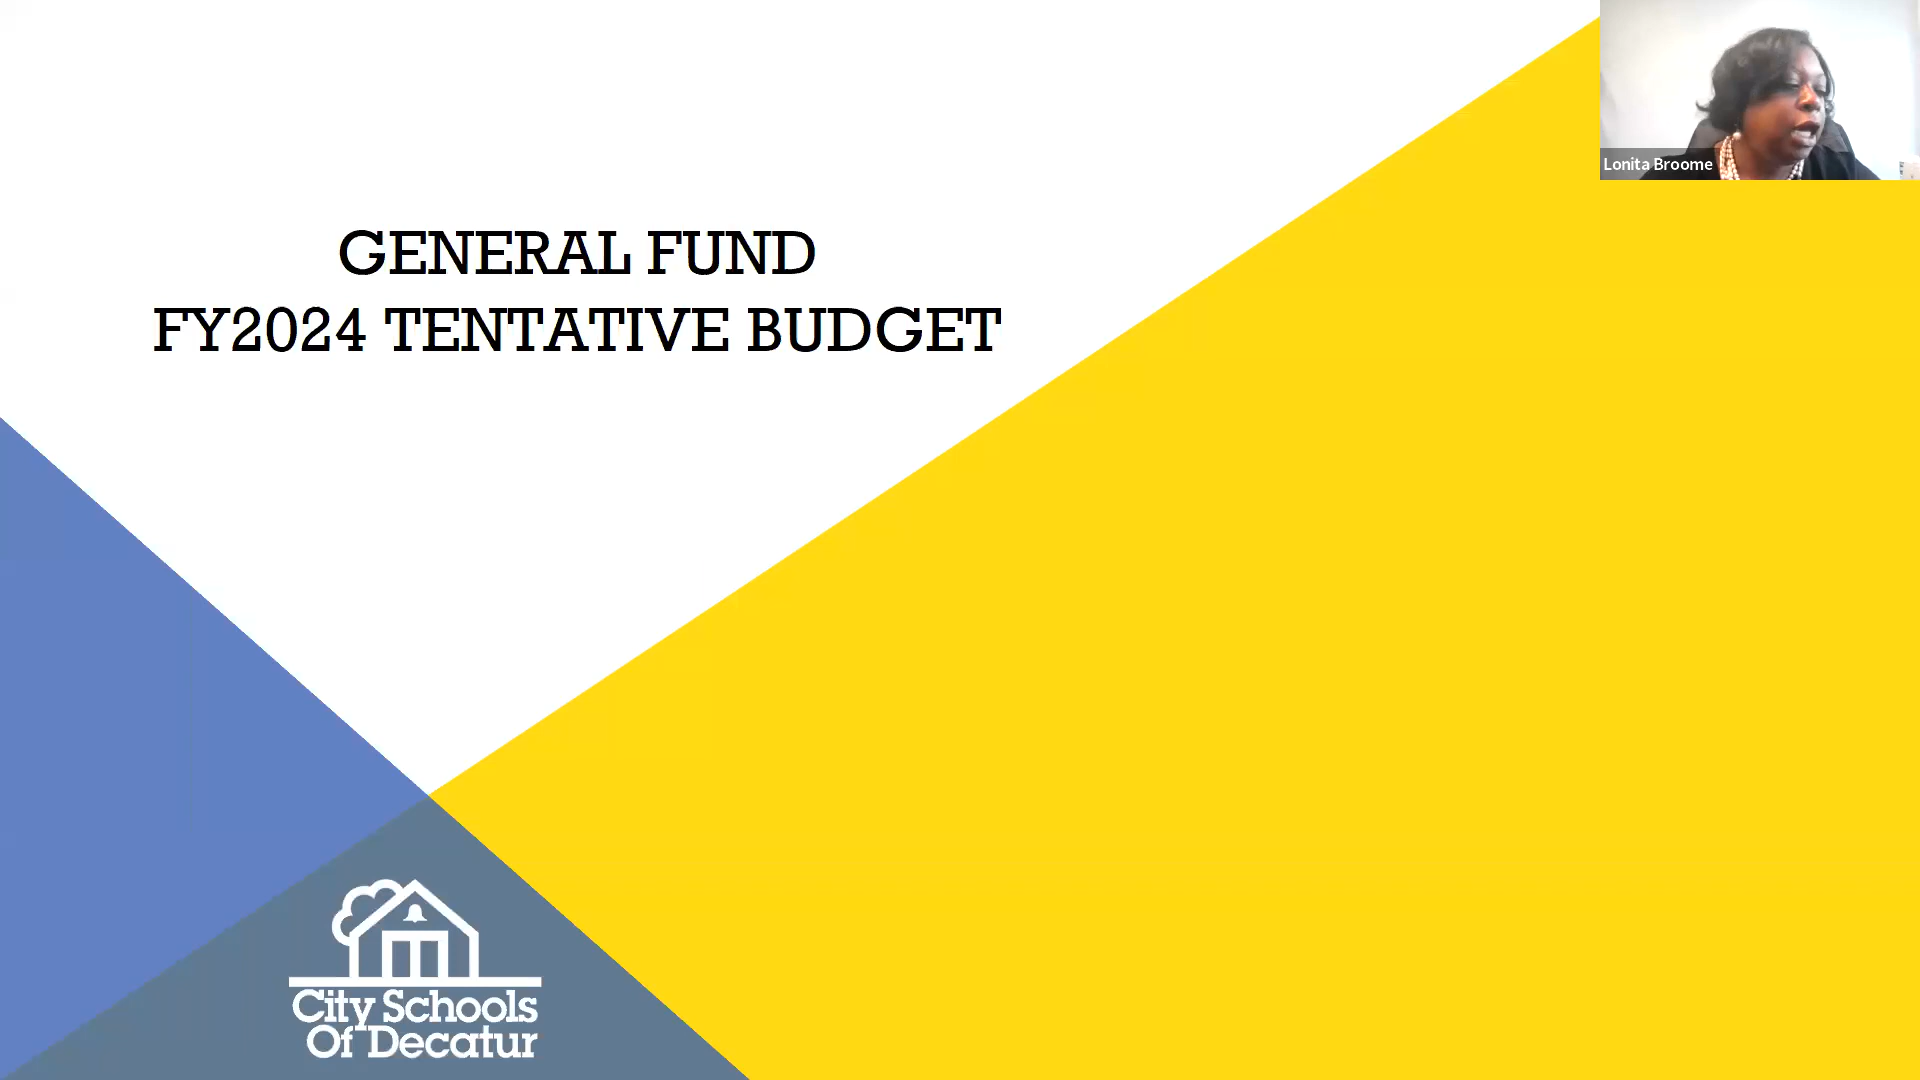 GENERAL FUND
FY2024 TENTATIVE BUDGET
Lonita Broome
City Schools
Of Decatur